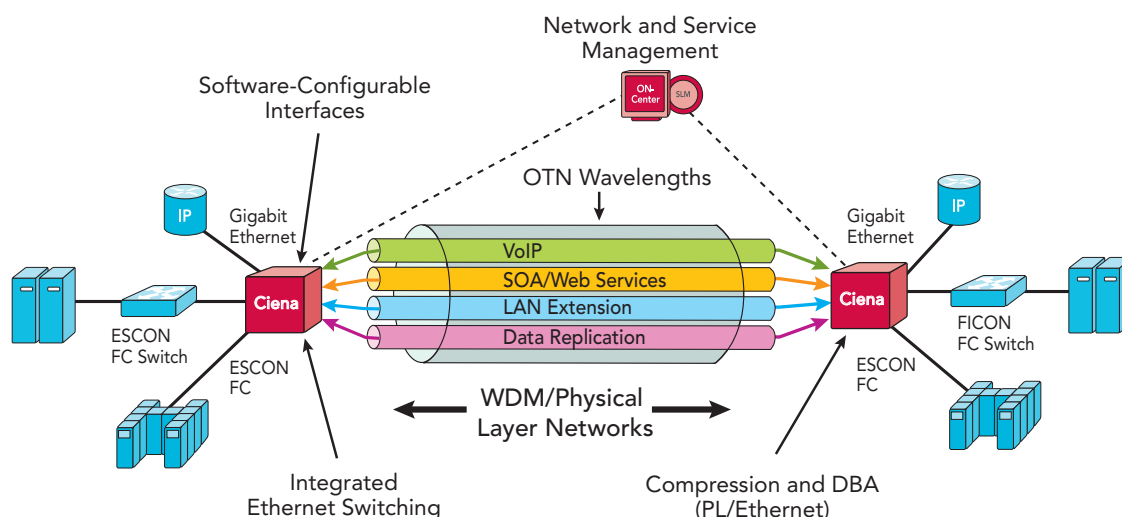 Network and Service
Management
ON-
Center
SLM
Software-Configurable
Interfaces
OTN Wavelengths
IP
Gigabit
Ethernet
IP
Gigabit
Ethernet
VoIP
SOA/Web Services
LAN Extension
Data Replication
Ciena
Ciena
ESCON
FC Switch
ESCON
FC
FICON
FC Switch
ESCON
FC
WDM/Physical
Layer Networks
Integrated
Ethernet Switching
Compression and DBA
(PL/Ethernet)